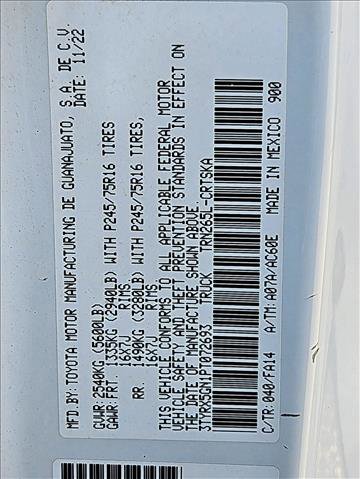 MFD. BY: TOYOTA MOTOR MANUFACTURING DE GUANAJUATO, S.A. DE C.V.
DATE: 11/22
GVWR: 2540KG (5600LB)
GAWR: FRT. 1335KG (2940LB) WITH P245/75R16 TIRES,
16X7J RIMS,
RR. 1490KG (3280LB) WITH P245/75R16 TIRES,
16X7J RIMS.
THIS VEHICLE CONFORMS TO ALL APPLICABLE FEDERAL MOTOR
VEHICLE SAFETY AND THEFT PREVENTION STANDARDS IN EFFECT ON
THE DATE OF MANUFACTURE SHOWN ABOVE.
3TYRX5GN1PT072693 TRUCK TRN265L-CRTSKA
C/TR: 040/FA14 A/TM: A07A/AC60E MADE IN MEXICO 900